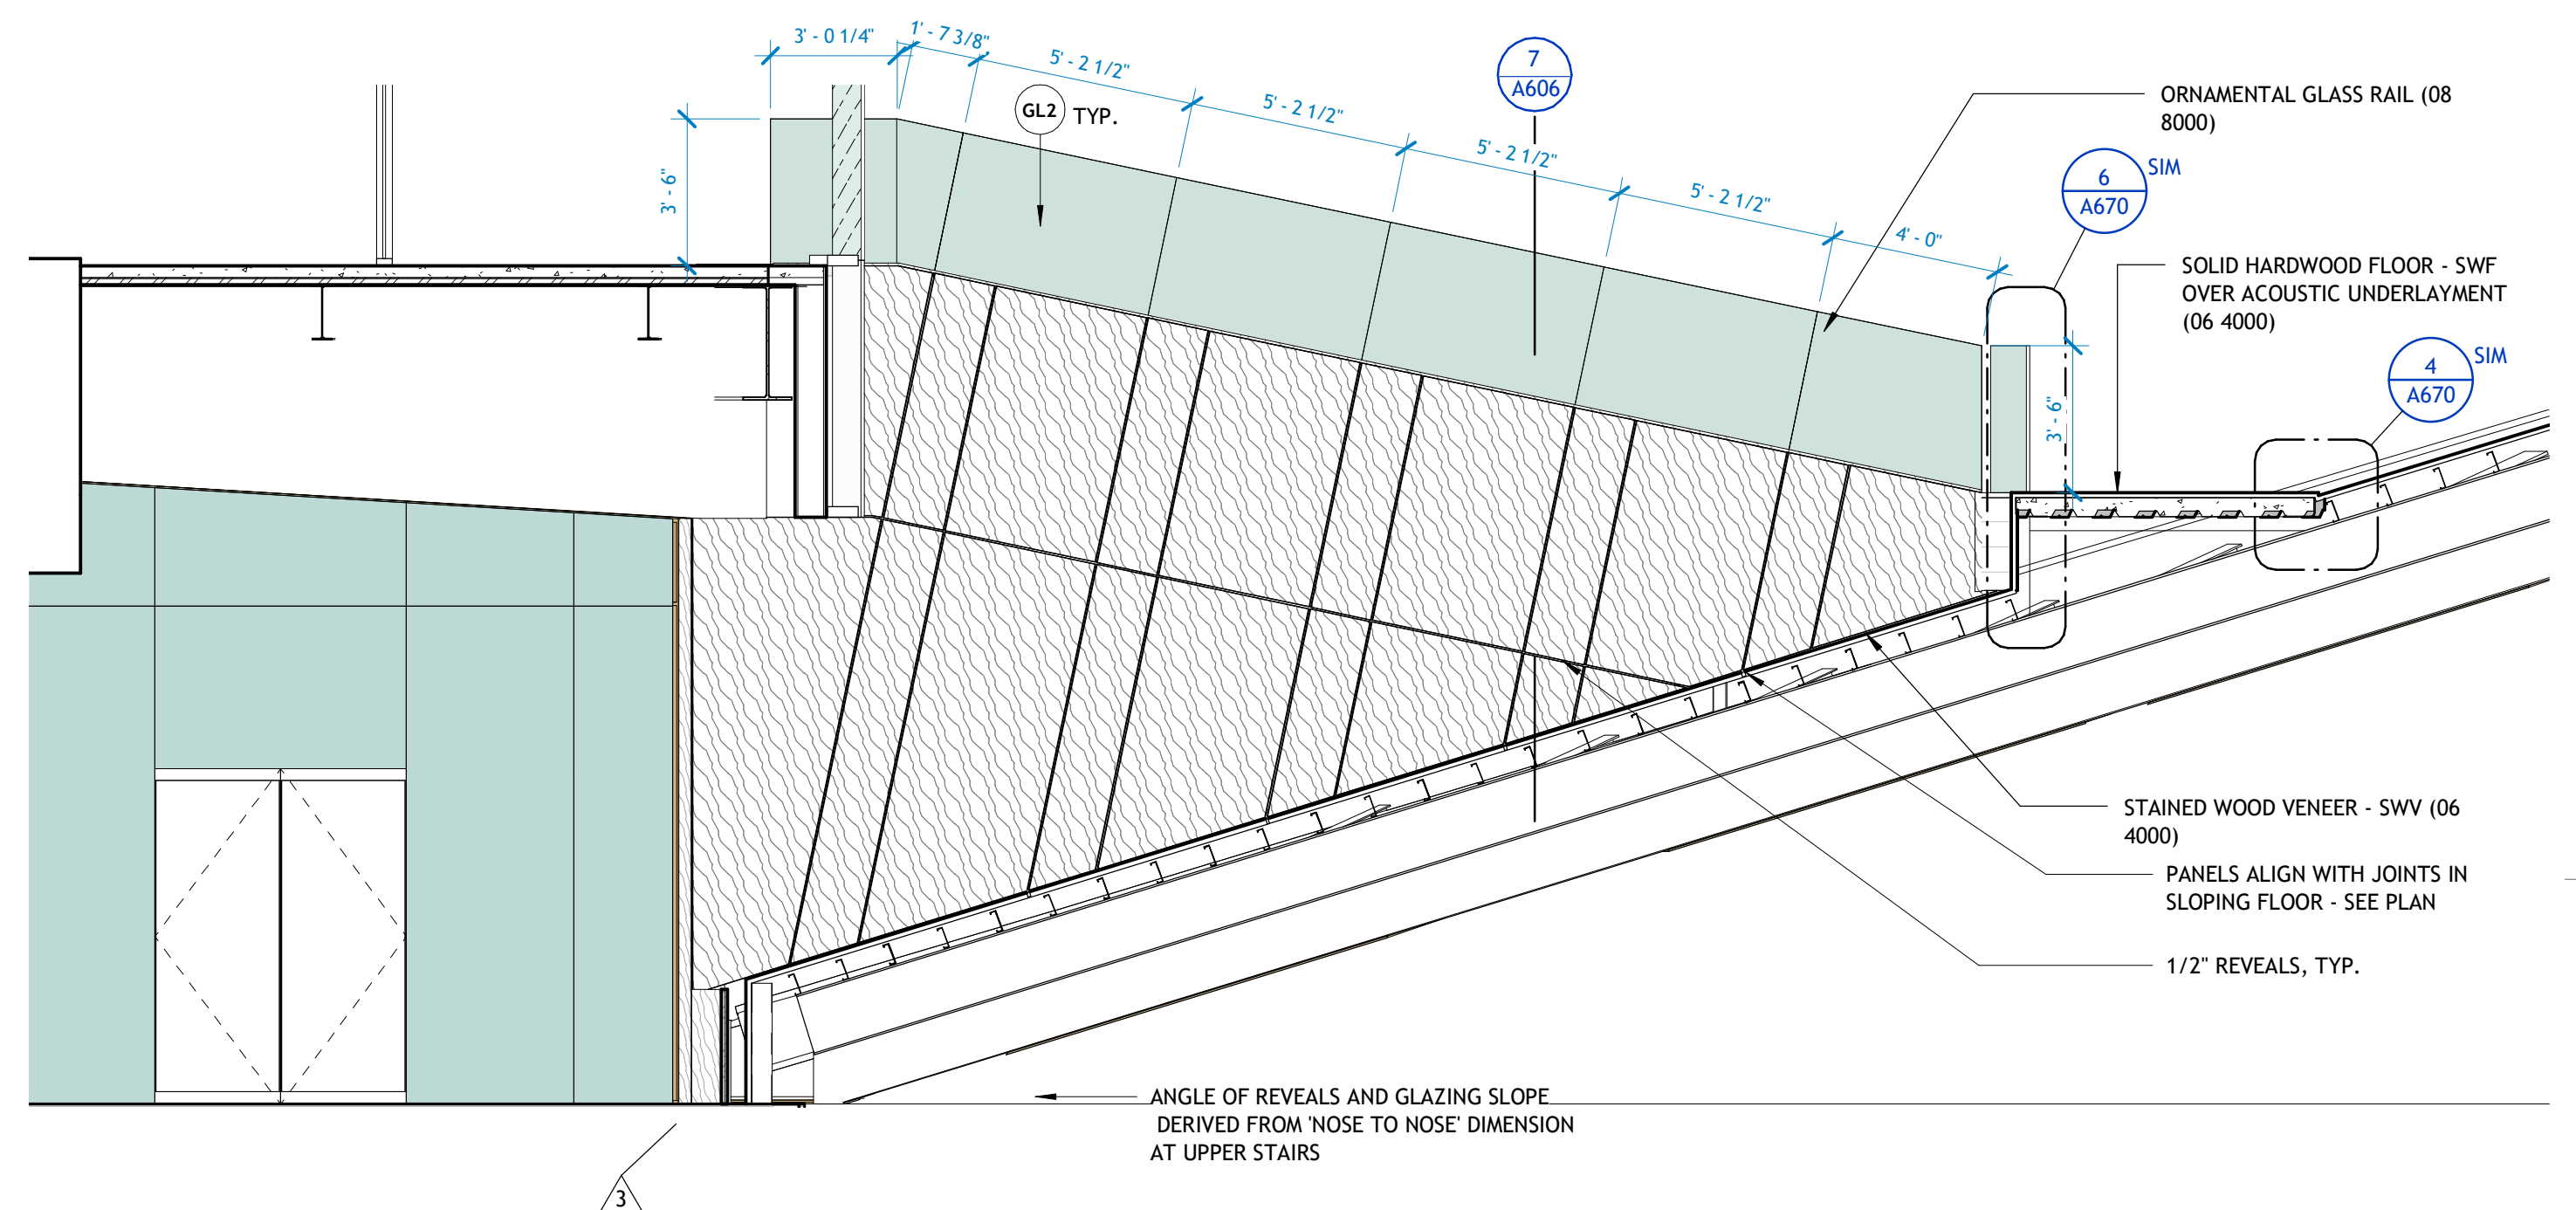 3' - 0 1/4"
1' - 7 3/8"
5' - 2 1/2"
5' - 2 1/2"
5' - 2 1/2"
5' - 2 1/2"
4' - 0"
3' - 6"
GL2 TYP.
7
A606
ORNAMENTAL GLASS RAIL (08
8000)
6 SIM
A670
SOLID HARDWOOD FLOOR - SWF
OVER ACOUSTIC UNDERLAYMENT
(06 4000)
4 SIM
A670
3' - 6"
STAINED WOOD VENEER - SWV (06
4000)
PANELS ALIGN WITH JOINTS IN
SLOPING FLOOR - SEE PLAN
1/2" REVEALS, TYP.
ANGLE OF REVEALS AND GLAZING SLOPE
DERIVED FROM 'NOSE TO NOSE' DIMENSION
AT UPPER STAIRS
3